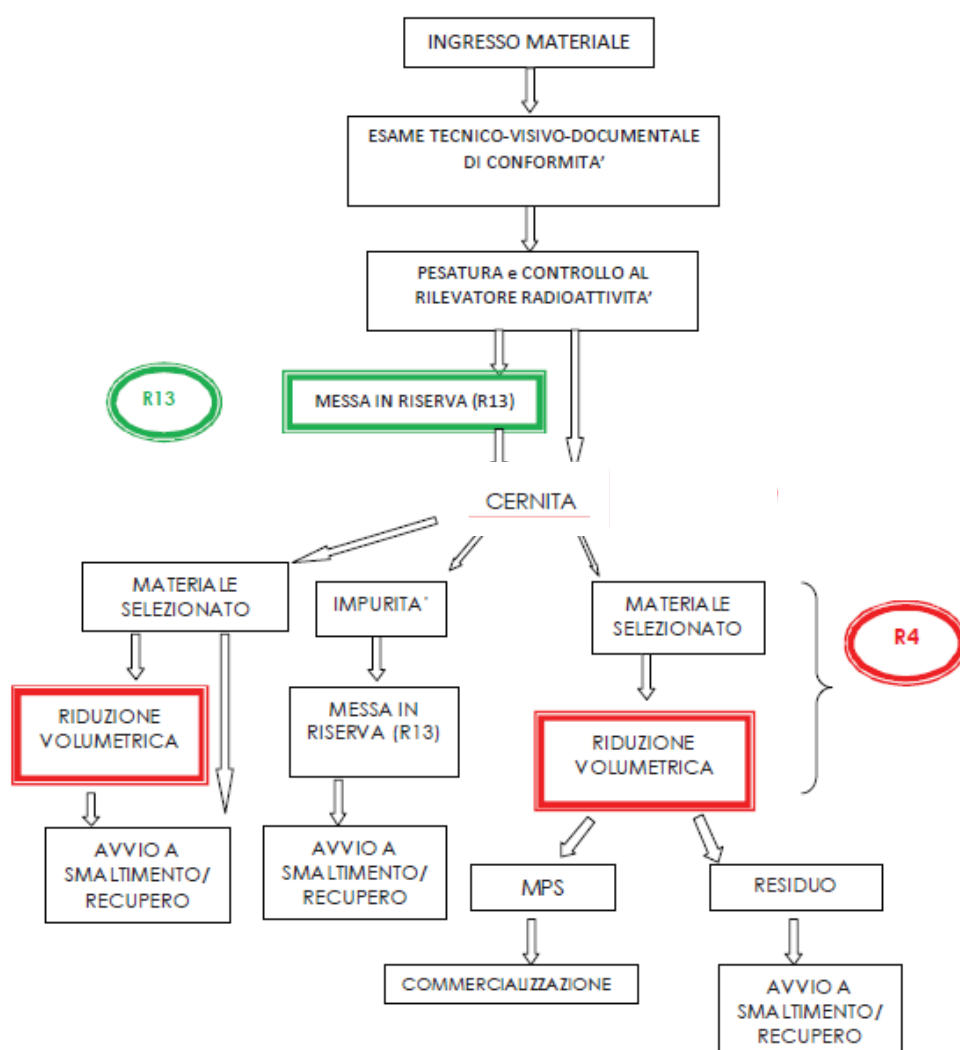 INGRESSO MATERIALE
ESAME TECNICO-VISIVO-DOCUMENTALE
DI CONFORMITA’
PESATURA e CONTROLLO AL
RILEVATORE RADIOATTIVITA’
R13
MESSA IN RISERVA (R13)
CERNITA
MATERIALE
SELEZIONATO
IMPURITA’
MATERIALE
SELEZIONATO
R4
RIDUZIONE
VOLUMETRICA
MESSA IN
RISERVA (R13)
RIDUZIONE
VOLUMETRICA
AVVIO A
SMALTIMENTO/
RECUPERO
AVVIO A
SMALTIMENTO/
RECUPERO
MPS
RESIDUO
COMMERCIALIZZAZIONE
AVVIO A
SMALTIMENTO/
RECUPERO